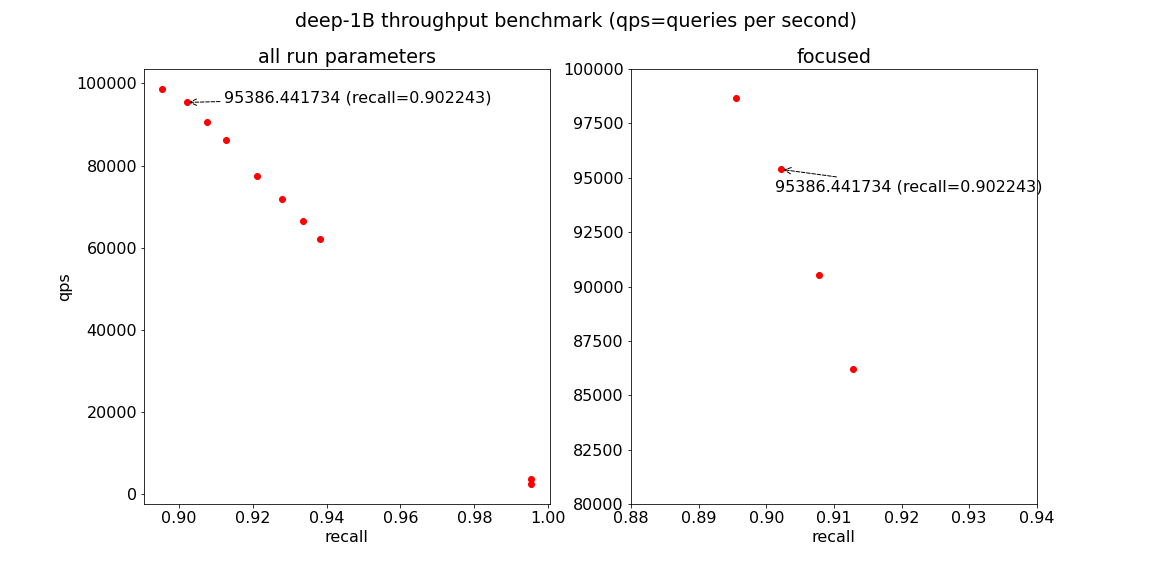 deep-1B throughput benchmark (qps=queries per second)
all run parameters
100000
80000
60000
40000
20000
0
qps
95386.441734 (recall=0.902243)
0.90 0.92 0.94 0.96 0.98 1.00
recall
focused
100000
97500
95000
92500
90000
87500
85000
82500
80000
95386.441734 (recall=0.902243)
0.88 0.89 0.90 0.91 0.92 0.93 0.94
recall